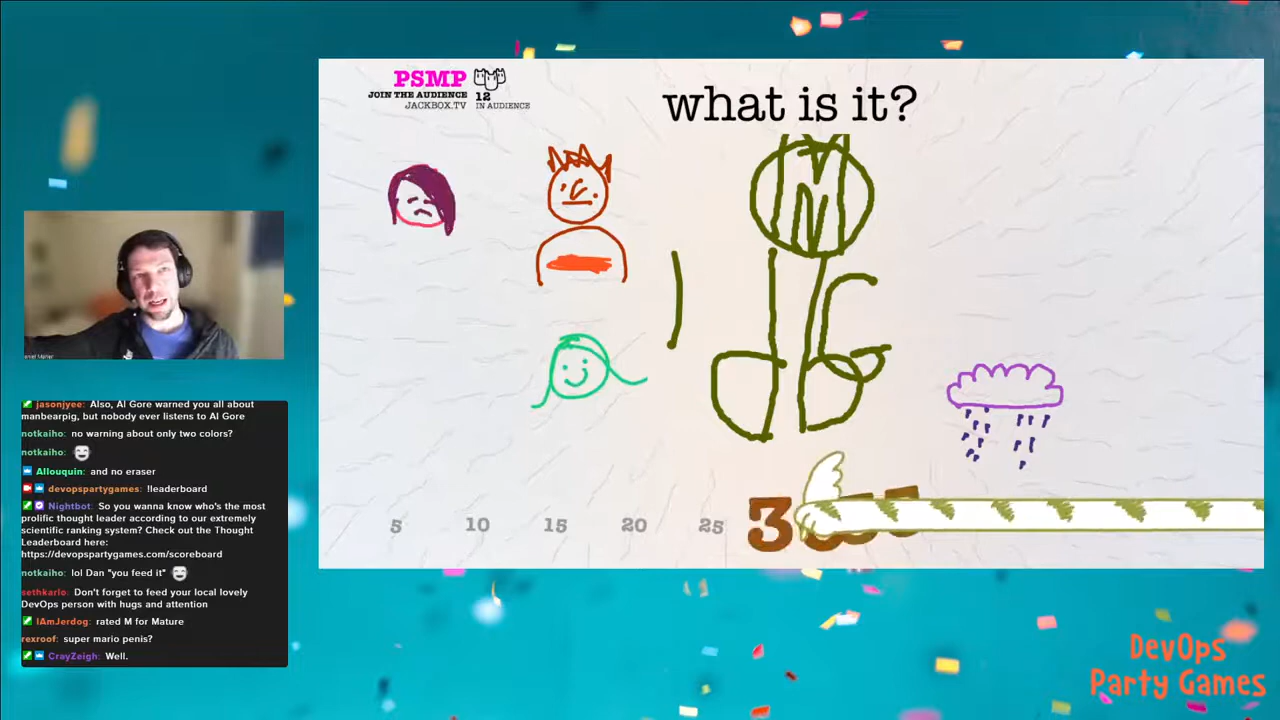 PSMP
JOIN THE AUDIENCE
JACKBOX.TV
12
IN AUDIENCE
what is it?
5 10 15 20 25 3
jasonjyee: Also, Al Gore warned you all about
manbearpig, but nobody ever listens to Al Gore
notkaiho: no warning about only two colors?
notkaiho:
Allouquin: and no eraser
devopspartygames: !leaderboard
Nightbot: So you wanna know who's the most
prolific thought leader according to our extremely
scientific ranking system? Check out the Thought
Leaderboard here:
https://devopspartygames.com/scoreboard
notkaiho: lol Dan "you feed it"
sethkarlo: Don't forget to feed your local lovely
DevOps person with hugs and attention
IAmJerdog: rated M for Mature
rexroof: super mario penis?
CrayZeigh: Well.
DevOps
Party Games